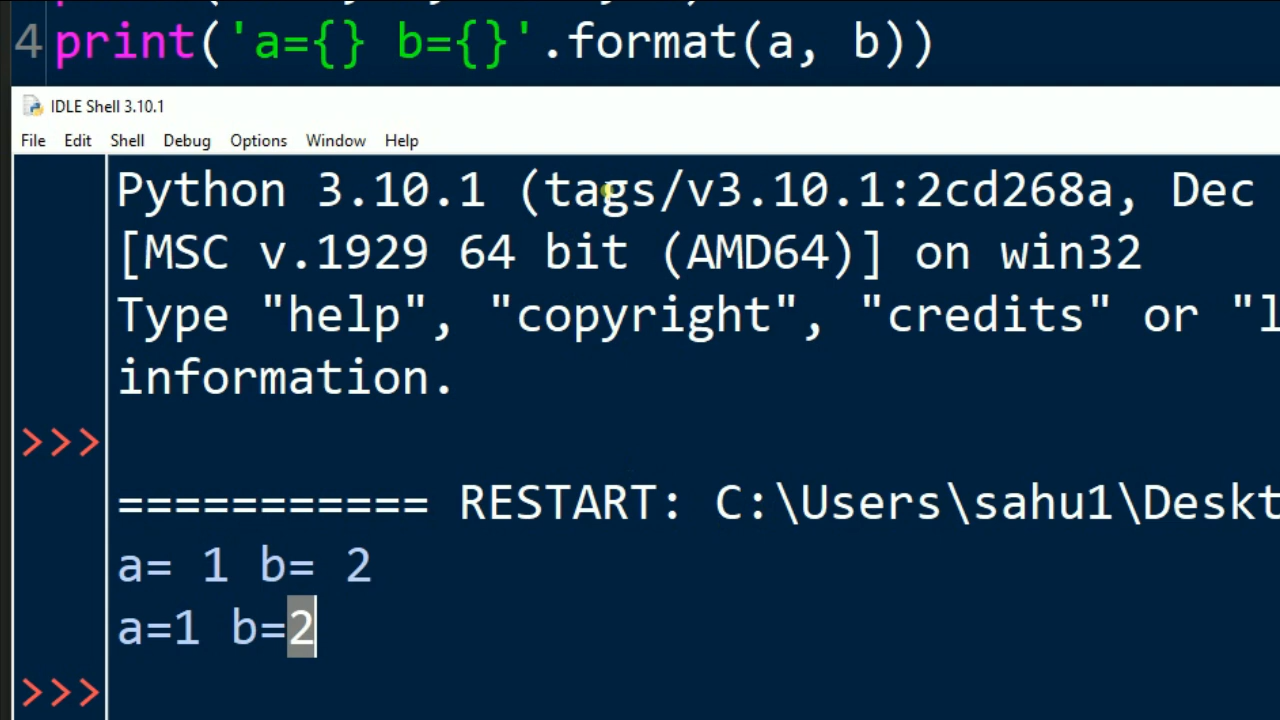 4 print('a={} b={}'.format(a, b))
IDLE Shell 3.10.1
File Edit Shell Debug Options Window Help
Python 3.10.1 (tags/v3.10.1:2cd268a, Dec
[MSC v.1929 64 bit (AMD64)] on win32
Type "help", "copyright", "credits" or "l
information.
>>>
=========== RESTART: C:\Users\sahu1\Deskt
a= 1 b= 2
a=1 b=2
>>>